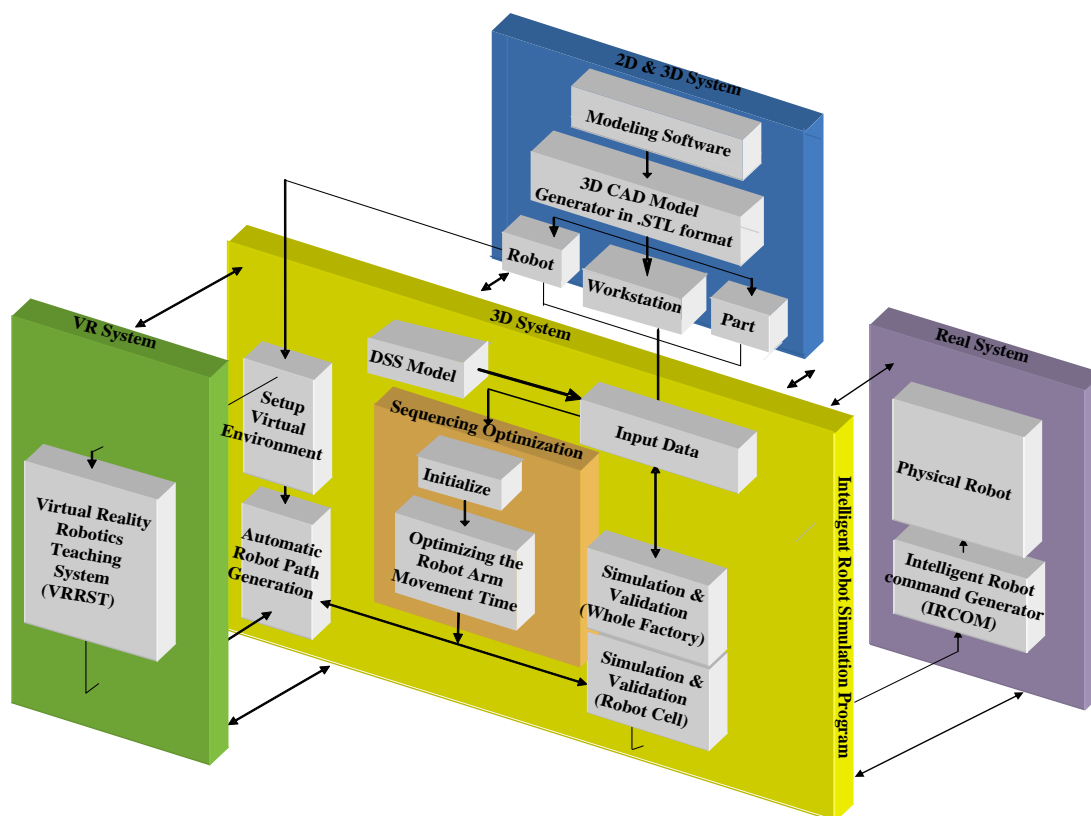 2D & 3D System
Modeling Software
3D CAD Model
Generator in .STL format
Robot
Workstation
Part
3D System
DSS Model
Input Data
Setup
Virtual
Environment
Automatic
Robot Path
Generation
Sequencing Optimization
Initialize
Optimizing the
Robot Arm
Movement Time
Simulation &
Validation
(Whole Factory)
Simulation &
Validation
(Robot Cell)
Intelligent Robot Simulation Program
VR System
Virtual Reality
Robotics
Teaching
System
(VRRST)
Real System
Physical Robot
Intelligent Robot
command Generator
(IRCOM)